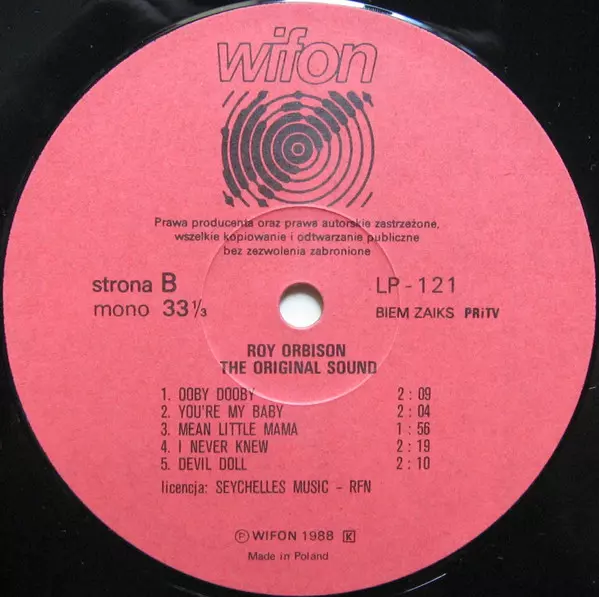 wifon
Prawa producenta oraz prawa autorskie zastrzeżone,
wszelkie kopiowanie i odtwarzanie publiczne
bez zezwolenia zabronione
strona B
LP - 121
mono 33 1/3
BIEM ZAIKS PRiTV
ROY ORBISON
THE ORIGINAL SOUND
1. OOBY DOOBY 2 : 09
2. YOU'RE MY BABY 2 : 04
3. MEAN LITTLE MAMA 1 : 56
4. I NEVER KNEW 2 : 19
5. DEVIL DOLL 2 : 10
licencja: SEYCHELLES MUSIC - RFN
Ⓟ WIFON 1988 K
Made in Poland